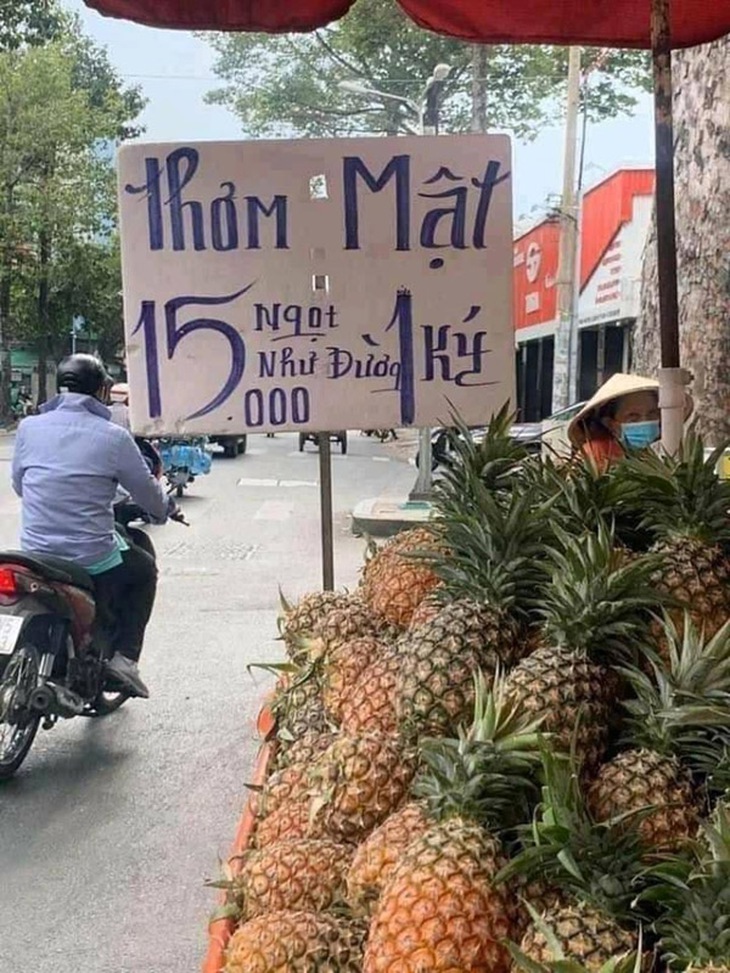 Thơm Mật
15.000 Ngọt
Như Đường 1 Ký